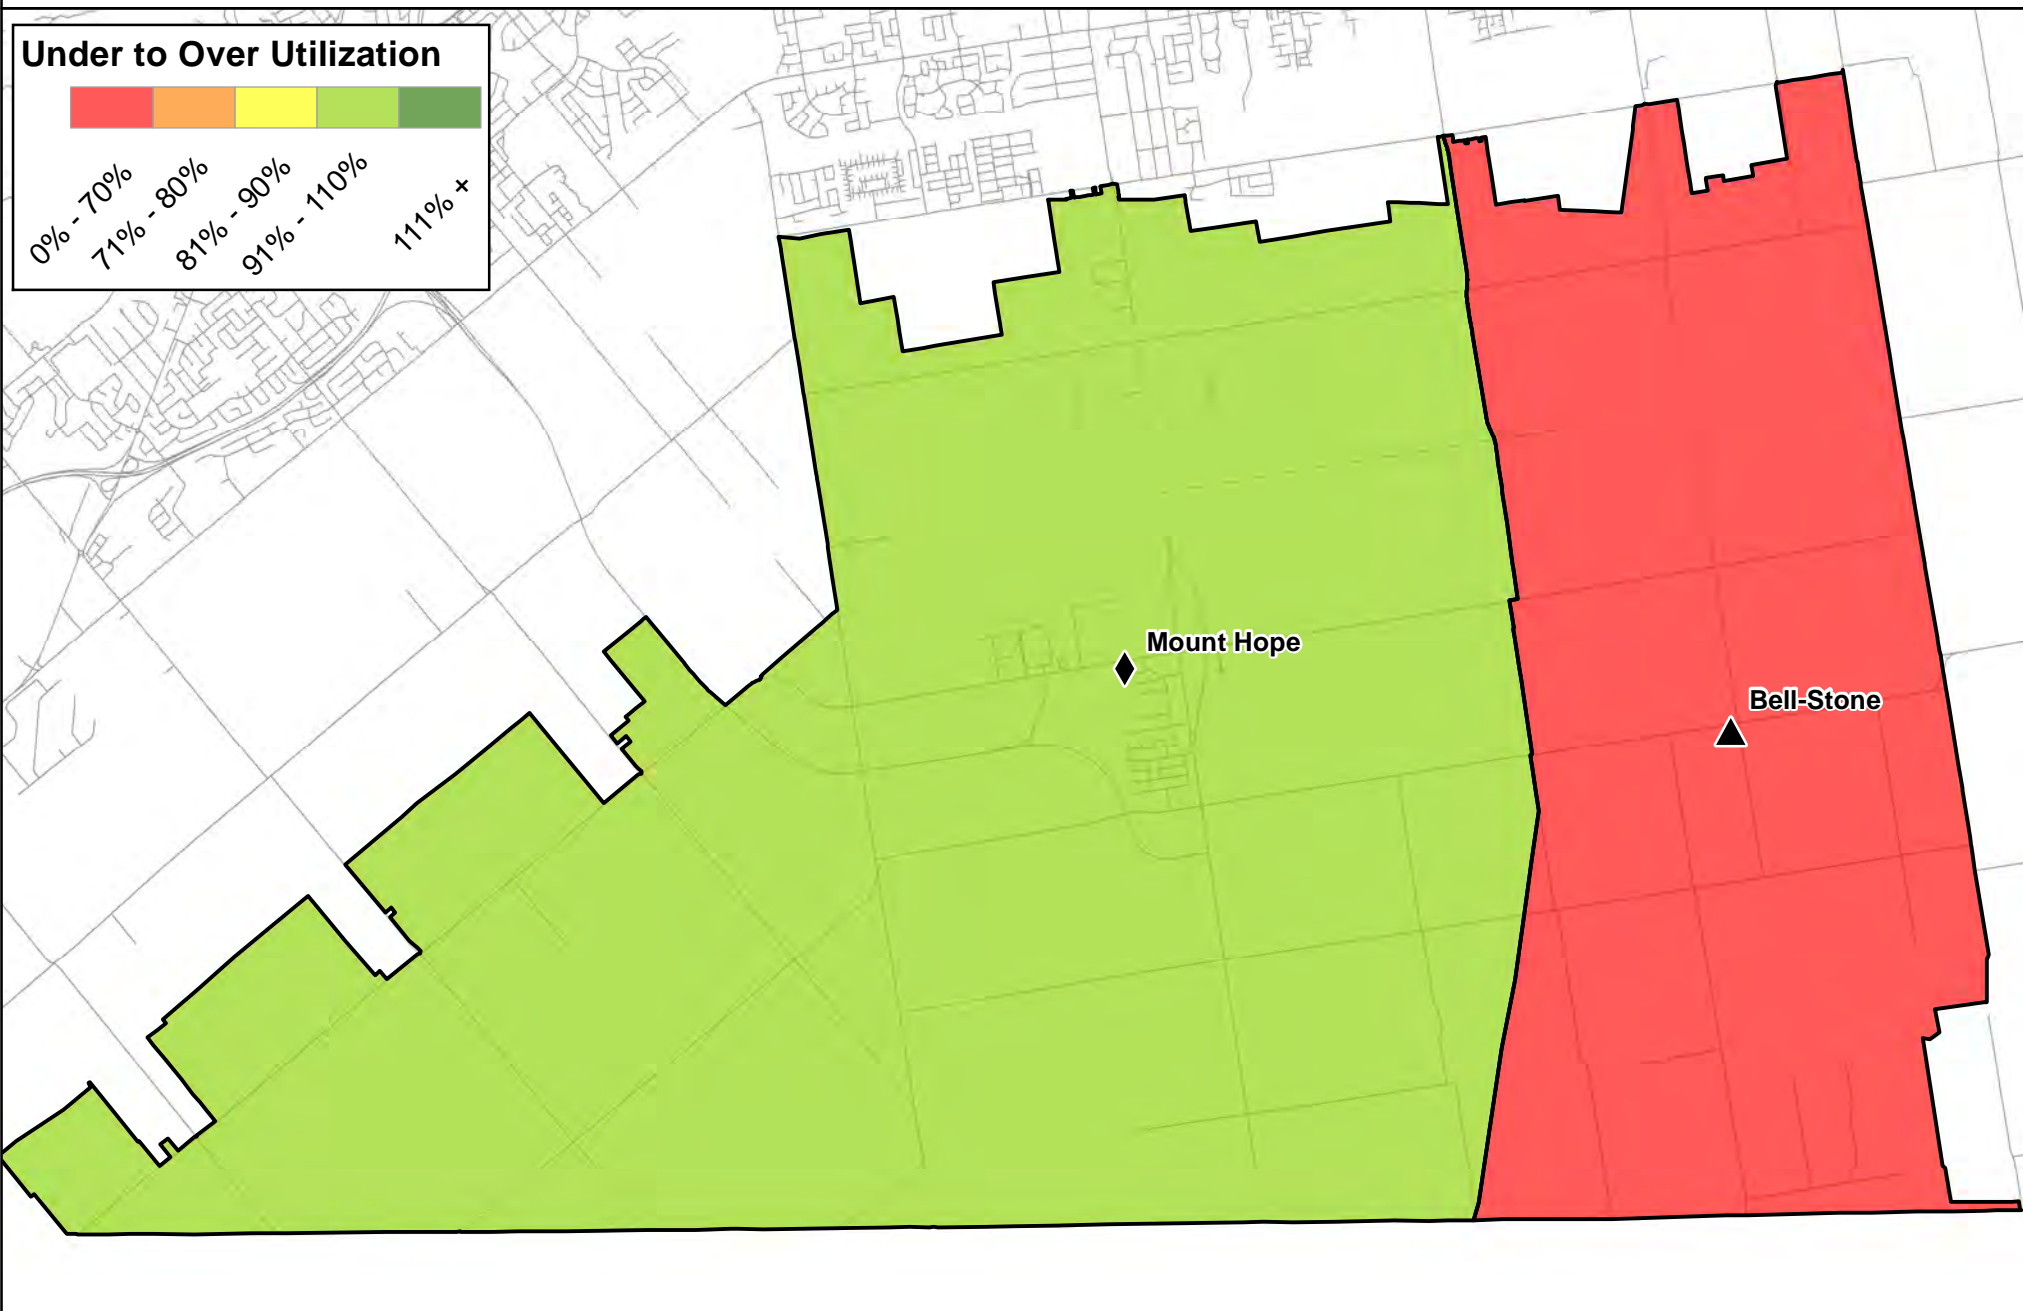 Under to Over Utilization
0% - 70%
71% - 80%
81% - 90%
91% - 110%
111% +
Mount Hope
Bell-Stone